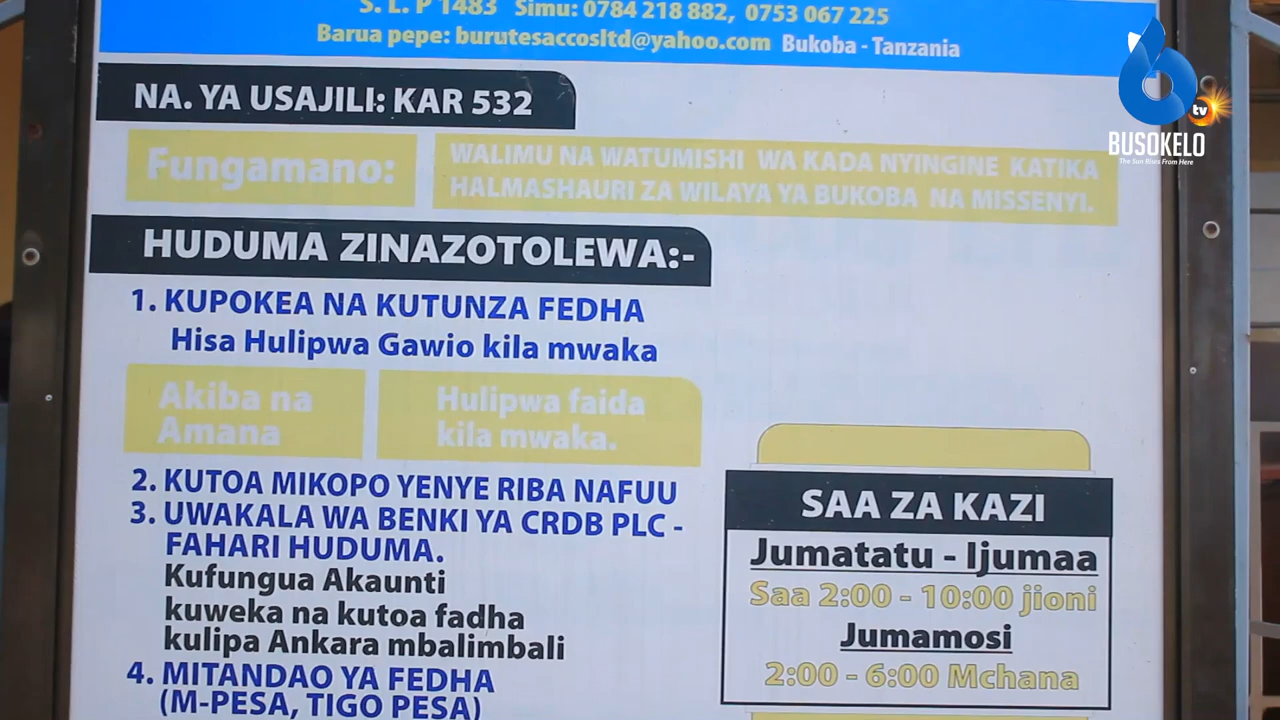 S. L. P 1483 Simu: 0784 218 882, 0753 067 225
Barua pepe: burutesaccosltd@yahoo.com Bukoba - Tanzania
NA. YA USAJILI: KAR 532
Fungamano:
WALIMU NA WATUMISHI WA KADA NYINGINE KATIKA
HALMASHAURI ZA WILAYA YA BUKOBA NA MISSENYI.
HUDUMA ZINAZOTOLEWA:-
1. KUPOKEA NA KUTUNZA FEDHA
Hisa Hulipwa Gawio kila mwaka
Akiba na
Amana
Hulipwa faida
kila mwaka.
2. KUTOA MIKOPO YENYE RIBA NAFUU
3. UWAKALA WA BENKI YA CRDB PLC -
FAHARI HUDUMA.
Kufungua Akaunti
kuweka na kutoa fadha
kulipa Ankara mbalimbali
4. MITANDAO YA FEDHA
(M-PESA, TIGO PESA)
SAA ZA KAZI
Jumatatu - Ijumaa
Saa 2:00 - 10:00 jioni
Jumamosi
2:00 - 6:00 Mchana
tv
BUSOKELO
The Sun Rises From Here